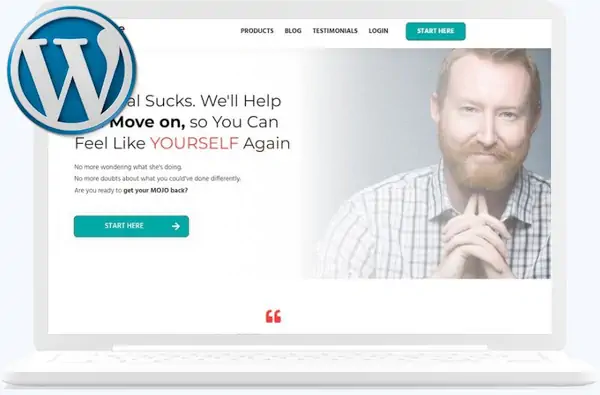 PRODUCTS BLOG TESTIMONIALS LOGIN START HERE
al Sucks. We'll Help
Move on, so You Can
Feel Like YOURSELF Again
No more wondering what she's doing.
No more doubts about what you could've done differently.
Are you ready to get your MOJO back?
START HERE